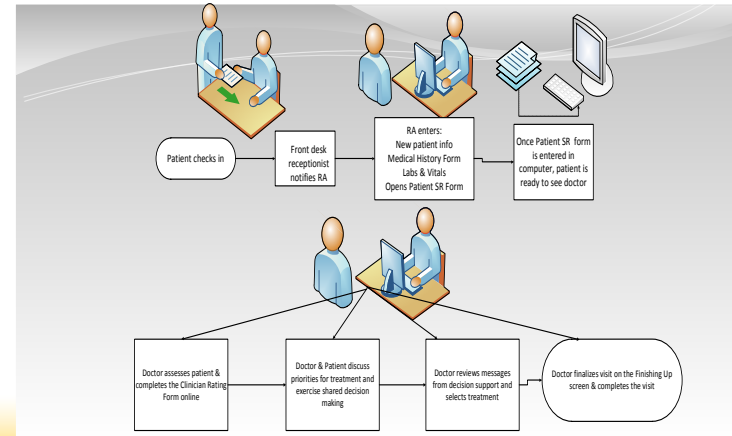 Patient checks in
Front desk
receptionist
notifies RA
RA enters:
New patient info
Medical History Form
Labs & Vitals
Opens Patient SR Form
Once Patient SR form
is entered in
computer, patient is
ready to see doctor
Doctor assesses patient &
completes the Clinician Rating
Form online
Doctor & Patient discuss
priorities for treatment and
exercise shared decision
making
Doctor reviews messages
from decision support and
selects treatment
Doctor finalizes visit on the Finishing Up
screen & completes the visit